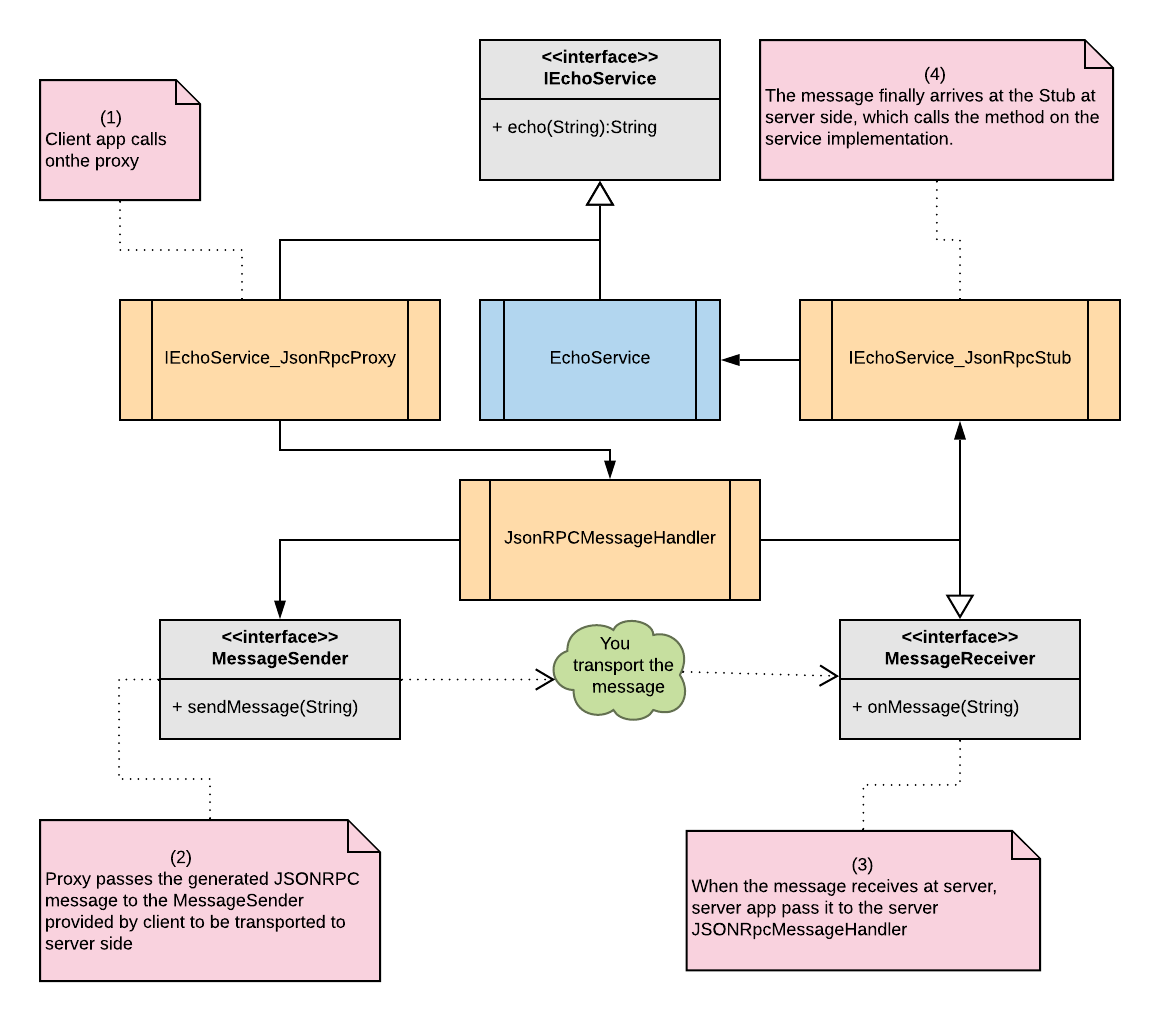 <<interface>>
IEchoService
+ echo(String):String
(1)
Client app calls
onthe proxy
(4)
The message finally arrives at the Stub at
server side, which calls the method on the
service implementation.
IEchoService_JsonRpcProxy
EchoService
IEchoService_JsonRpcStub
JsonRPCMessageHandler
<<interface>>
MessageSender
+ sendMessage(String)
You
transport the
message
<<interface>>
MessageReceiver
+ onMessage(String)
(2)
Proxy passes the generated JSONRPC
message to the MessageSender
provided by client to be transported to
server side
(3)
When the message receives at server,
server app pass it to the server
JSONRpcMessageHandler